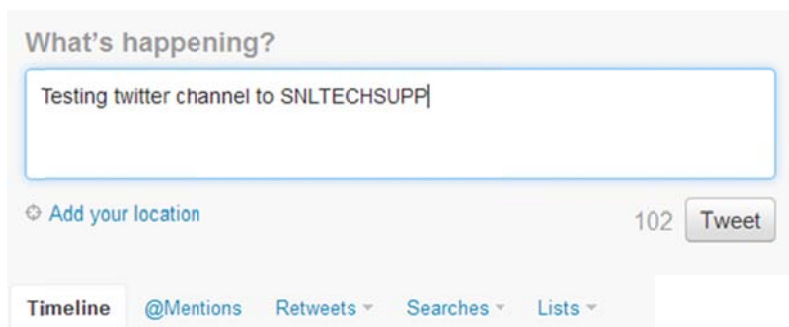 What's happening?
Testing twitter channel to SNLTECHSUPP
Add your location
102 Tweet
Timeline @Mentions Retweets Searches Lists